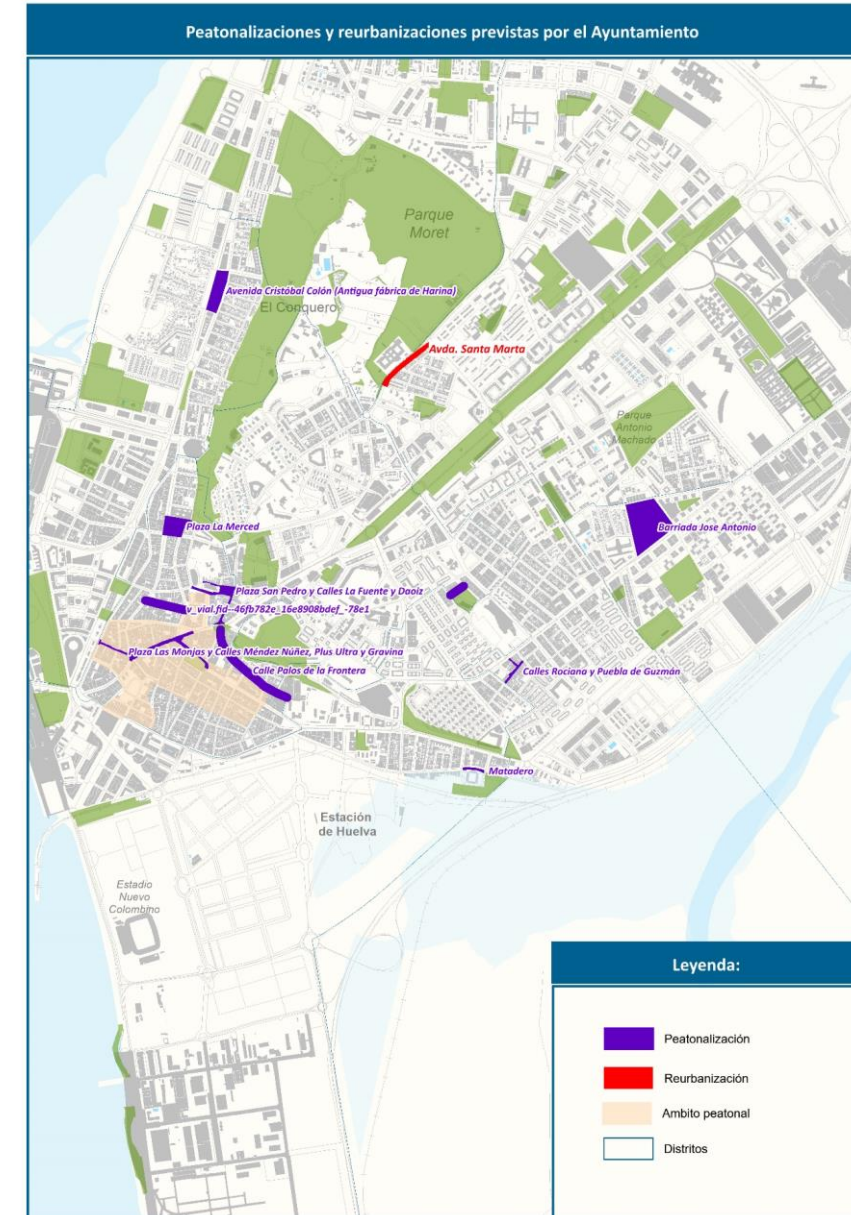 Peatonalizaciones y reurbanizaciones previstas por el Ayuntamiento
Parque
Moret
Avenida Cristóbal Colón (Antigua fábrica de Harina)
El Conquero
Avda. Santa Marta
Parque
Antonio
Machado
Plaza La Merced
Barriada Jose Antonio
Plaza San Pedro y Calles La Fuente y Daoiz
v_vial.fid--46fb782e_16e8908bdef_-78e1
Plaza Las Monjas y Calles Méndez Núñez, Plus Ultra y Gravina
Calle Palos de la Frontera
Calles Rociana y Puebla de Guzmán
Matadero
Estación
de Huelva
Estadio
Nuevo
Colombino
Leyenda:
Peatonalización
Reurbanización
Ambito peatonal
Distritos